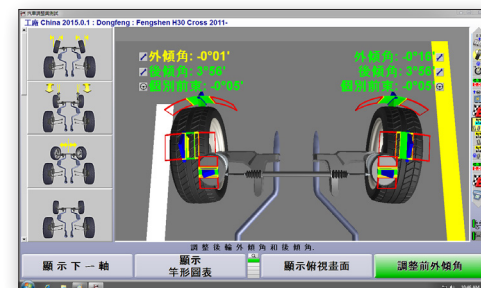 工廠 China 2015.0.1 : Dongfeng : Fengshen H30 Cross 2011-
外傾角: -0°01'
外傾角: -0°16'
後傾角: 3°56'
後傾角: 3°56'
個別前束: -0°05'
個別前束: -0°05'
調整後輪外傾角和後傾角.
顯示下一軸
顯示
羊形圖表
顯示俯視畫面
調整前外傾角